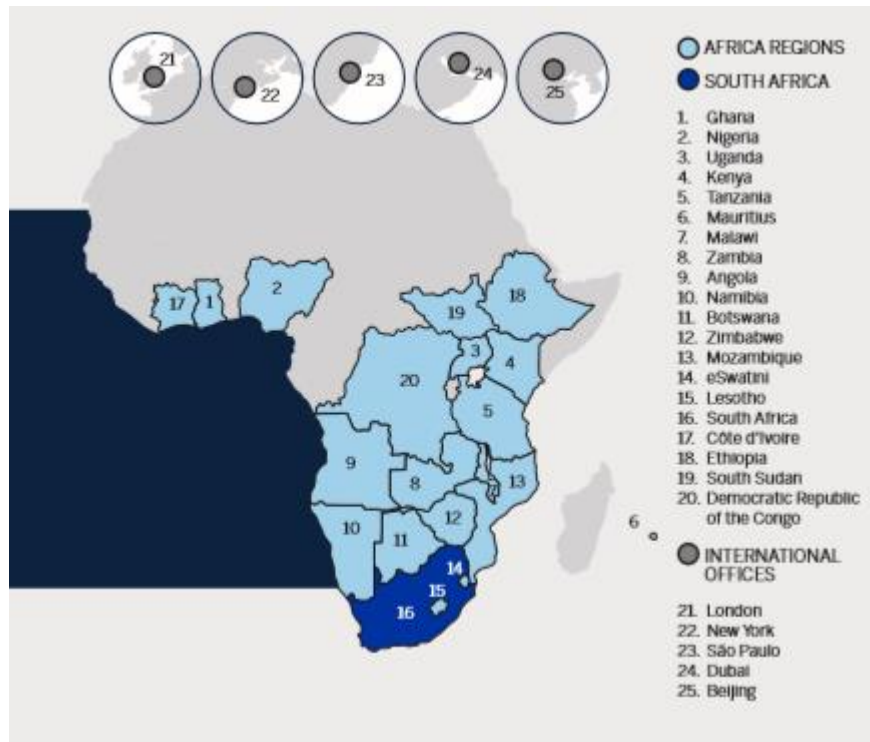 21
22
23
24
25
AFRICA REGIONS
SOUTH AFRICA
1. Ghana
2. Nigeria
3. Uganda
4. Kenya
5. Tanzania
6. Mauritius
7. Malawi
8. Zambia
9. Angola
10. Namibia
11. Botswana
12. Zimbabwe
13. Mozambique
14. eSwatini
15. Lesotho
16. South Africa
17. Côte d'Ivoire
18. Ethiopia
19. South Sudan
20. Democratic Republic
of the Congo
INTERNATIONAL
OFFICES
21. London
22. New York
23. São Paulo
24. Dubai
25. Beijing
17
1
2
18
19
3
4
20
5
9
8
7
13
10
11
12
6
14
15
16